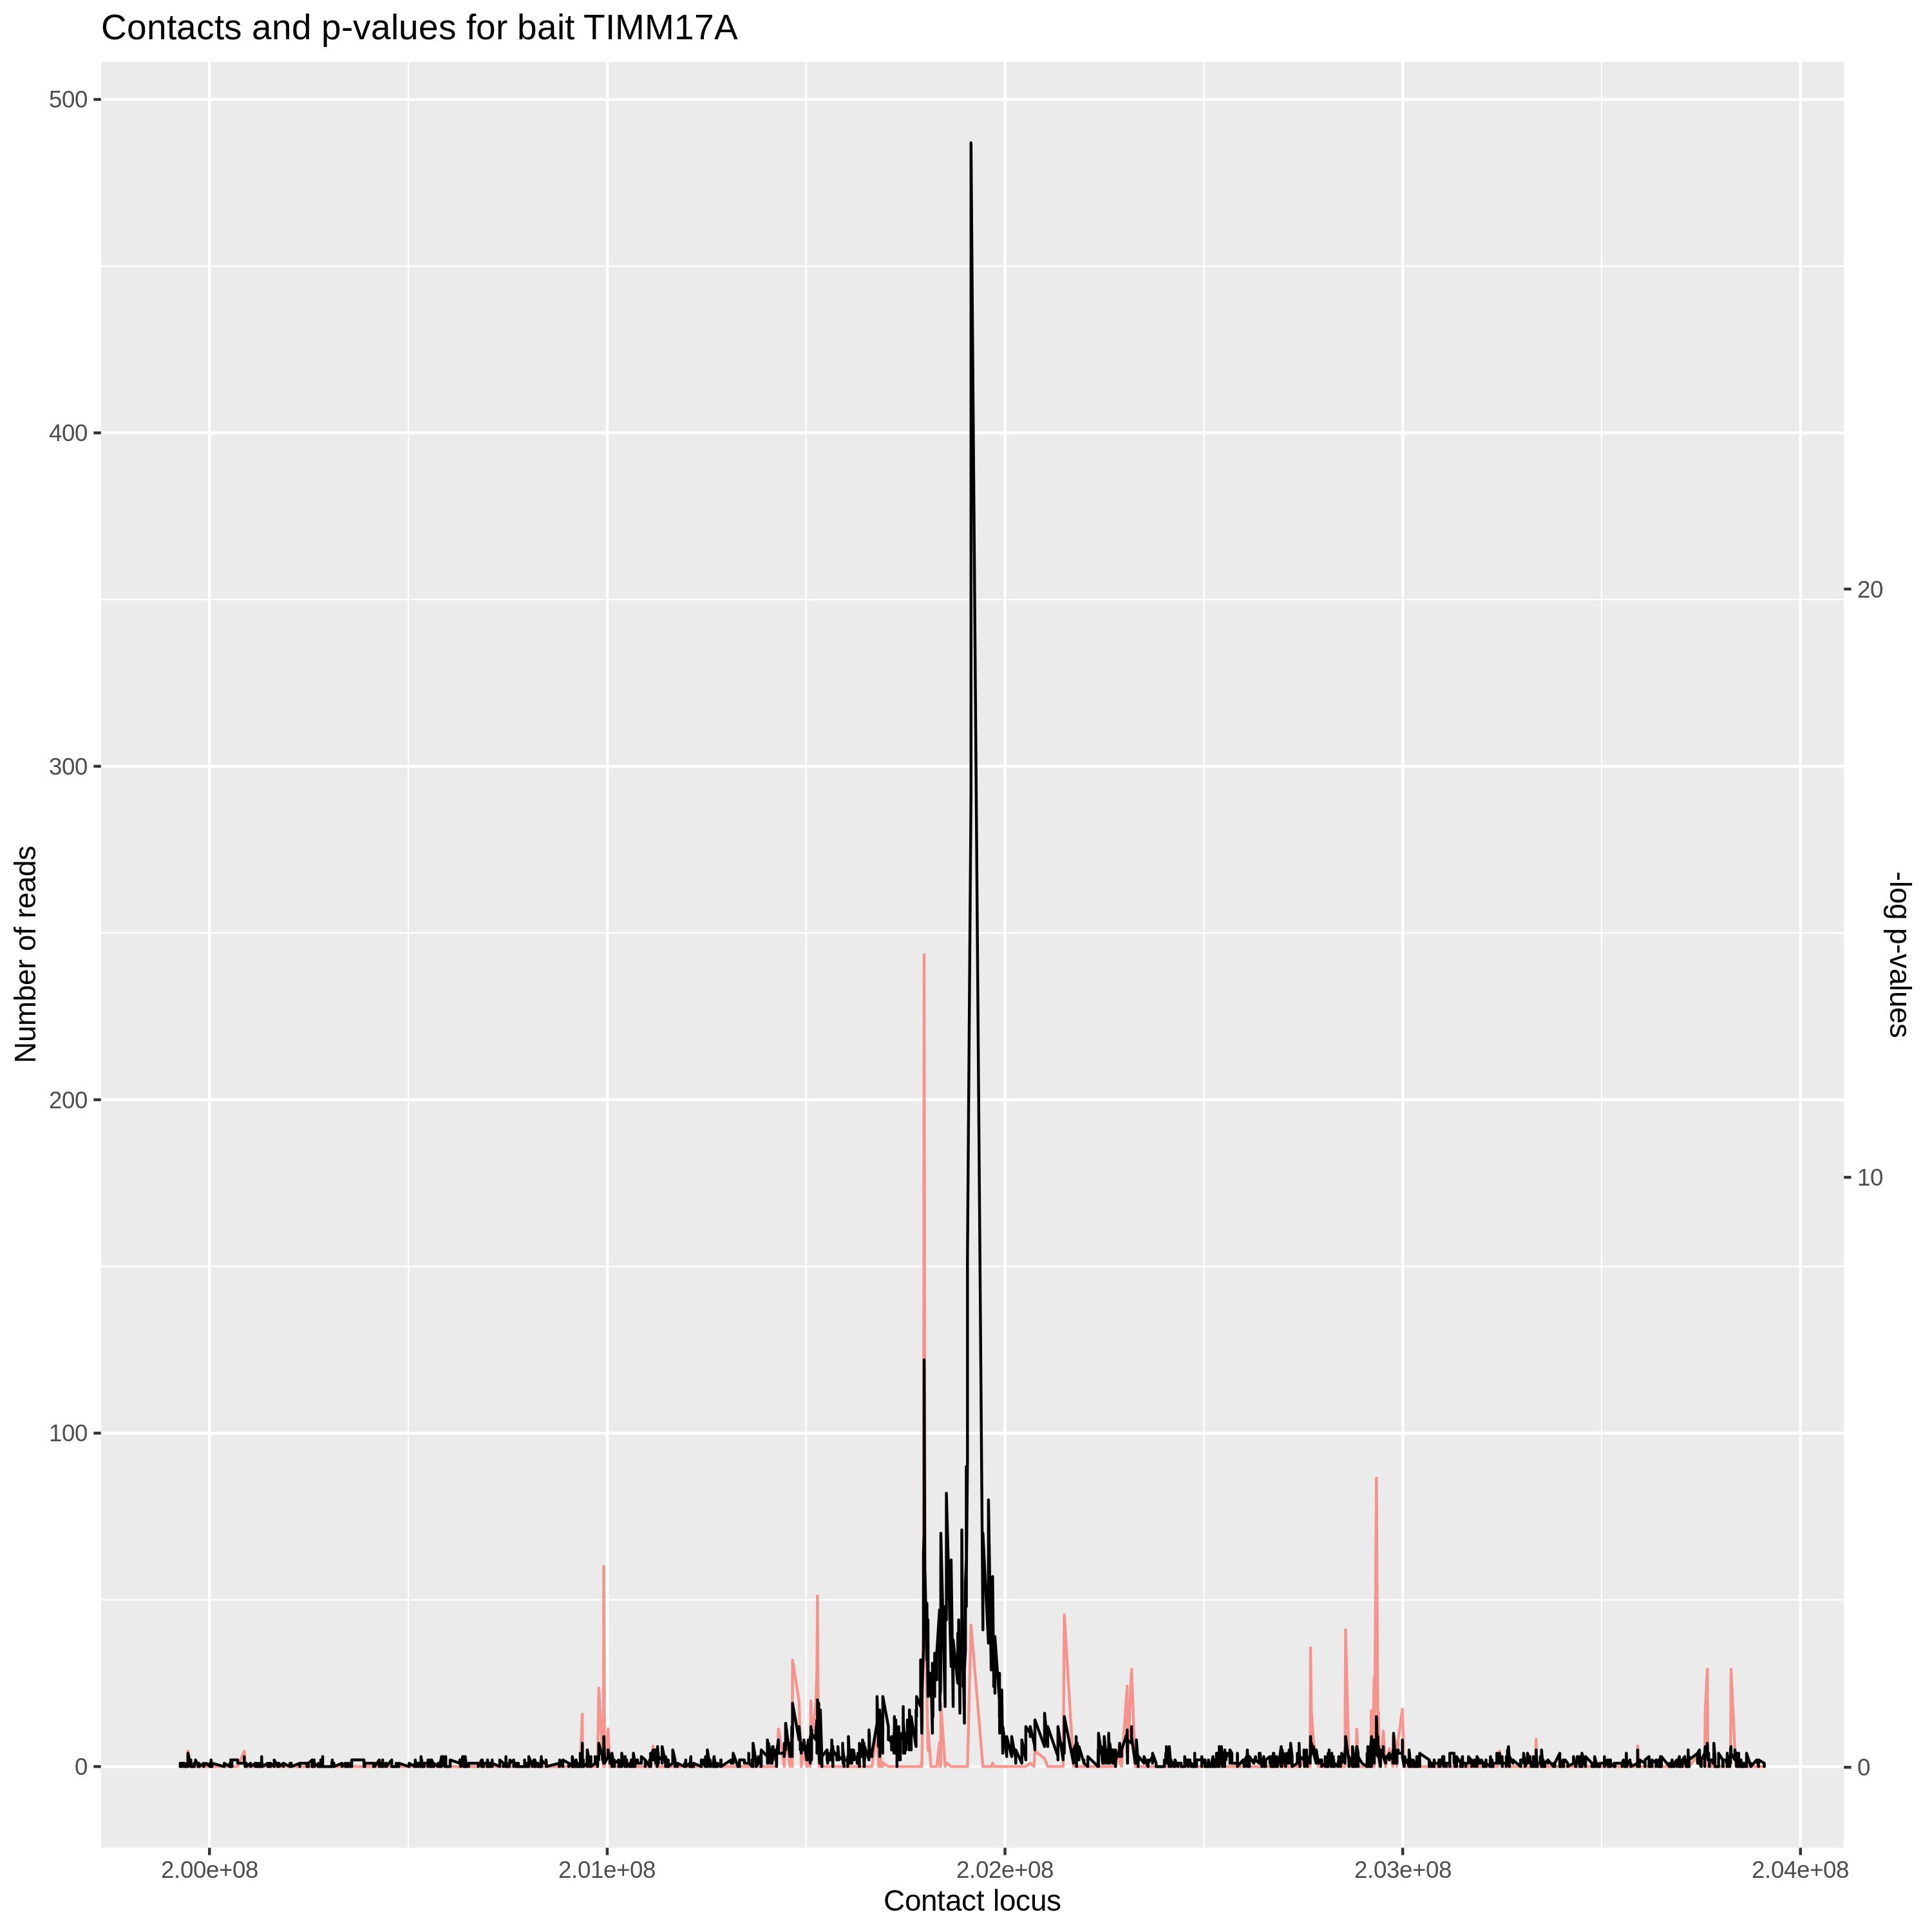 Contacts and p-values for bait TIMM17A
500
400
300
200
100
0
Number of reads
20
10
0
-log p-values
2.00e+08
2.01e+08
2.02e+08
2.03e+08
2.04e+08
Contact locus